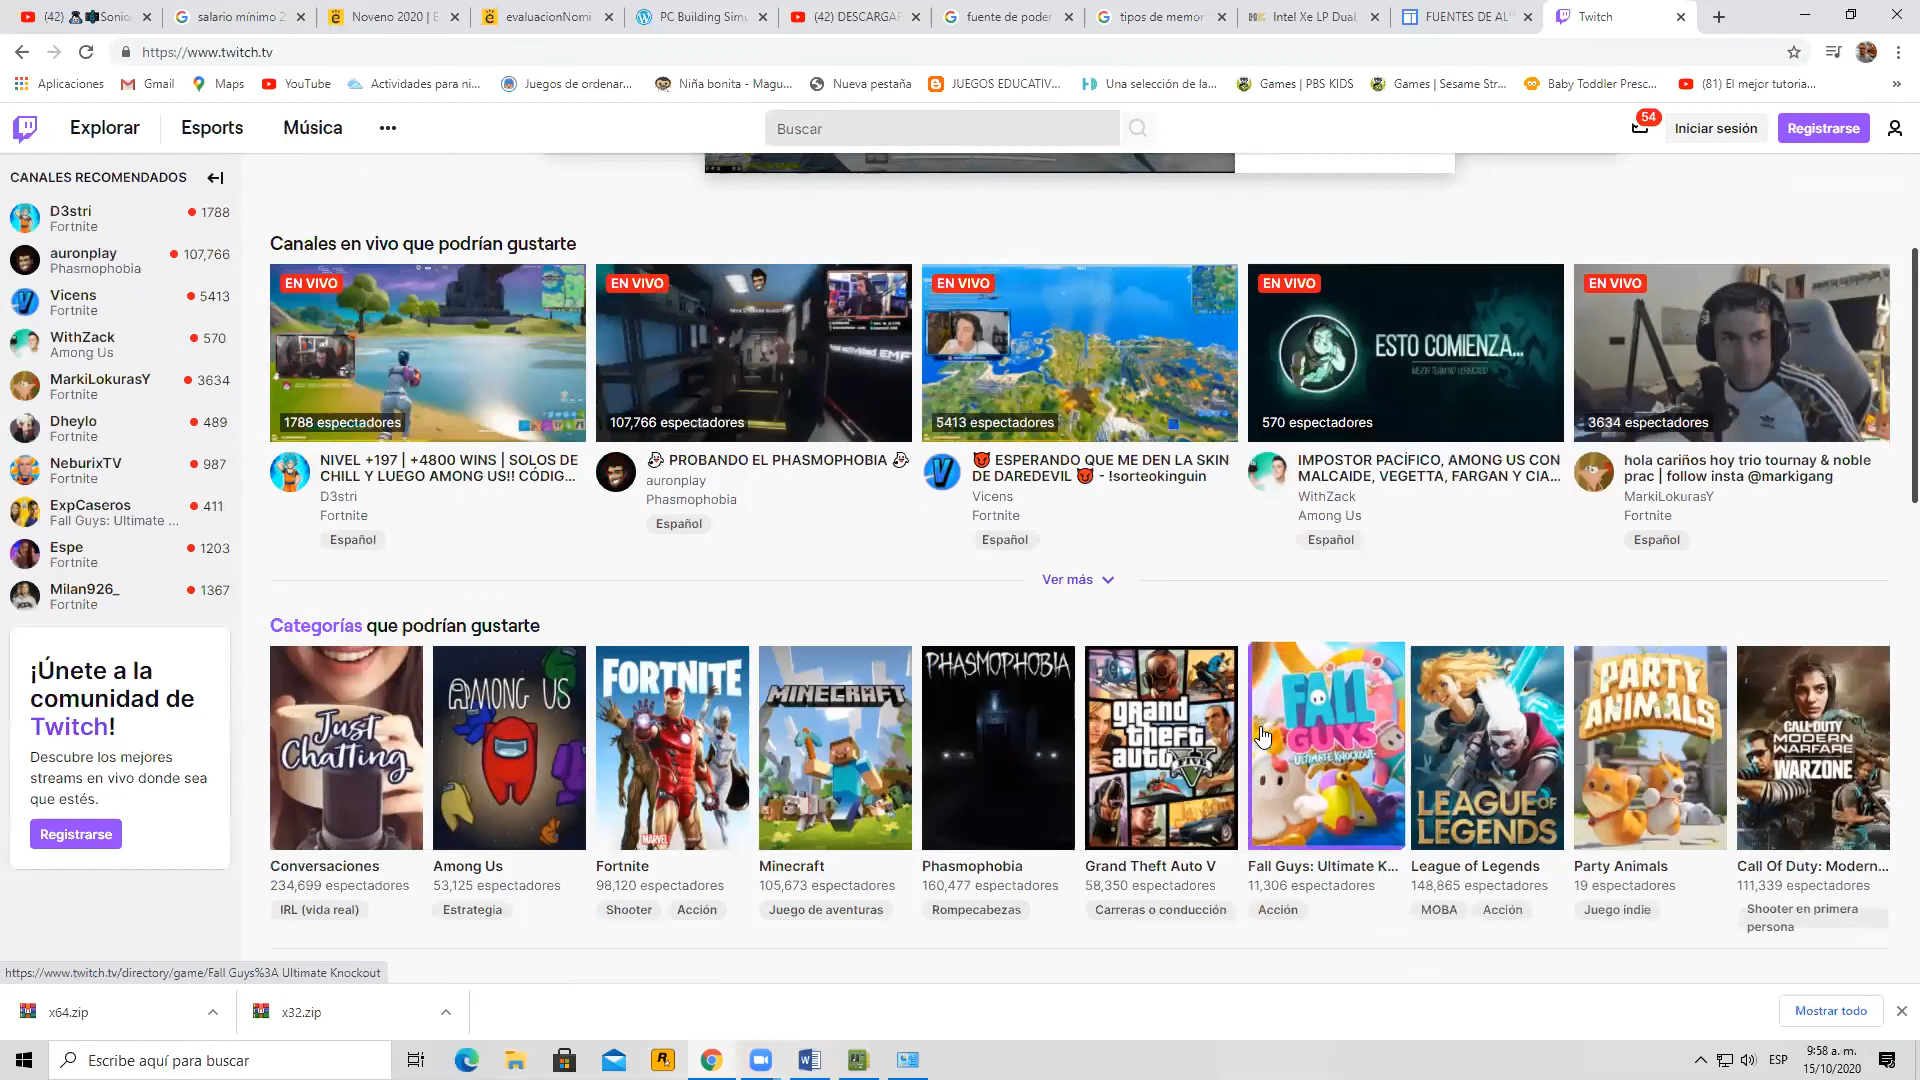 (42) 👤📷Sonio
salario mínimo 2
Noveno 2020 | E
evaluacionNomi
PC Building Simu
(42) DESCARGAR
fuente de poder
tipos de memor
Intel Xe LP Dual
FUENTES DE AL
Twitch
https://www.twitch.tv
Aplicaciones
Gmail
Maps
YouTube
Actividades para ni...
Juegos de ordenar...
Niña bonita - Magu...
Nueva pestaña
JUEGOS EDUCATIV...
Una selección de la...
Games | PBS KIDS
Games | Sesame Str...
Baby Toddler Presc...
(81) El mejor tutoria...
»
Explorar
Esports
Música
Buscar
54
Iniciar sesión
Registrarse
CANALES RECOMENDADOS
D3stri
1788
Fortnite
auronplay
107,766
Phasmophobia
Vicens
5413
Fortnite
WithZack
570
Among Us
MarkiLokurasY
3634
Fortnite
Dheylo
489
Fortnite
NeburixTV
987
Fortnite
ExpCaseros
411
Fall Guys: Ultimate ...
Espe
1203
Fortnite
Milan926_
1367
Fortnite
¡Únete a la
comunidad de
Twitch!
Descubre los mejores
streams en vivo donde sea
que estés.
Registrarse
Canales en vivo que podrían gustarte
EN VIVO
1788 espectadores
NIVEL +197 | +4800 WINS | SOLOS DE
CHILL Y LUEGO AMONG US!! CÓDIG...
D3stri
Fortnite
Español
EN VIVO
EMF
107,766 espectadores
👻 PROBANDO EL PHASMOPHOBIA 👻
auronplay
Phasmophobia
Español
EN VIVO
5413 espectadores
😈 ESPERANDO QUE ME DEN LA SKIN
DE DAREDEVIL 😈 - !sorteokinguin
Vicens
Fortnite
Español
EN VIVO
ESTO COMIENZA...
570 espectadores
IMPOSTOR PACÍFICO, AMONG US CON
MALCAIDE, VEGETTA, FARGAN Y CIA...
WithZack
Among Us
Español
EN VIVO
3634 espectadores
hola cariños hoy trio tournay & noble
prac | follow insta @markigang
MarkiLokurasY
Fortnite
Español
Ver más
Categorías que podrían gustarte
Just
Chatting
Conversaciones
234,699 espectadores
IRL (vida real)
AMONG US
Among Us
53,125 espectadores
Estrategia
FORTNITE
MARVEL
Fortnite
98,120 espectadores
Shooter
Acción
MINECRAFT
Minecraft
105,673 espectadores
Juego de aventuras
PHASMOPHOBIA
Phasmophobia
160,477 espectadores
Rompecabezas
grand
theft
auto V
Grand Theft Auto V
58,350 espectadores
Carreras o conducción
FALL
GUYS
ULTIMATE KNOCKOUT
Fall Guys: Ultimate K...
11,306 espectadores
Acción
LEAGUE OF
LEGENDS
League of Legends
148,865 espectadores
MOBA
Acción
PARTY
ANIMALS
Party Animals
19 espectadores
Juego indie
CALL OF DUTY
MODERN
WARFARE
WARZONE
Call Of Duty: Modern...
111,339 espectadores
Shooter en primera
persona
https://www.twitch.tv/directory/game/Fall Guys%3A Ultimate Knockout
x64.zip
x32.zip
Mostrar todo
Escribe aquí para buscar
ESP
9:58 a. m.
15/10/2020